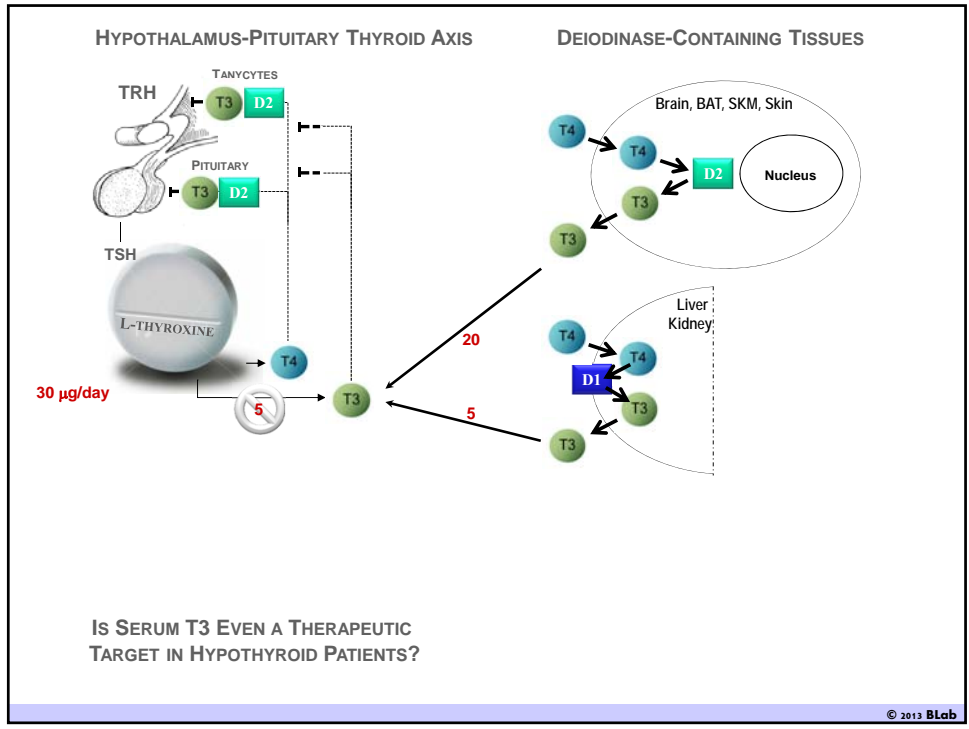 HYPOTHALAMUS-PITUITARY THYROID AXIS
DEIODINASE-CONTAINING TISSUES
TANYCYTES
TRH
T3
D2
PITUITARY
T3
D2
TSH
L-THYROXINE
T4
30 μg/day
5
T3
Brain, BAT, SKM, Skin
T4
T4
D2
Nucleus
T3
T3
20
Liver
Kidney
T4
T4
D1
T3
5
T3
IS SERUM T3 EVEN A THERAPEUTIC
TARGET IN HYPOTHYROID PATIENTS?
© 2013 BLab